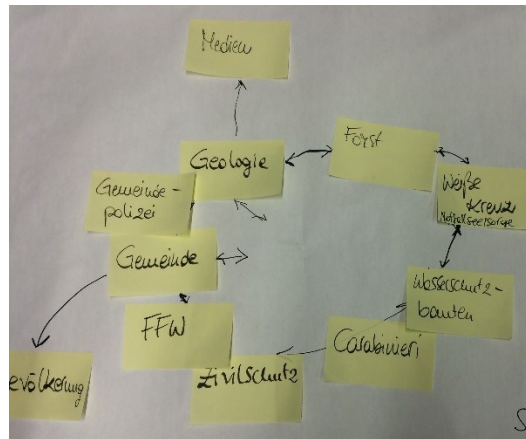 Medien
Forst
Geologie
Gemeinde-
polizei
Weiße
Kreuz
Notfallseelsorge
Gemeinde
Wasserschutz-
bauten
FFW
Carabinieri
Zivilschutz
evölkerung
S